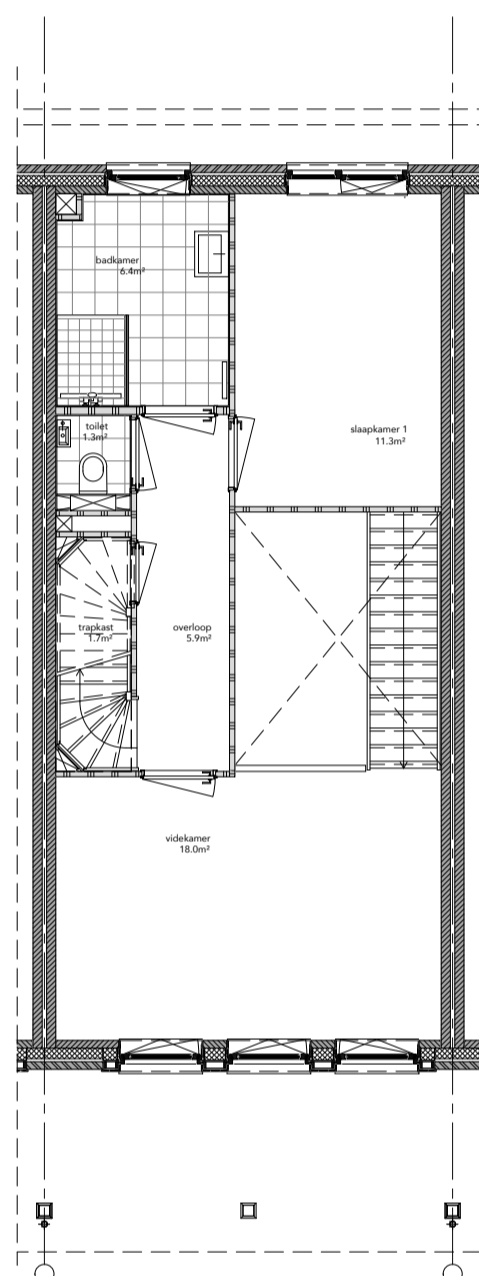 badkamer
6.4m²
toilet
1.3m²
slaapkamer 1
11.3m²
trapkast
1.7m²
overloop
5.9m²
videkamer
18.0m²